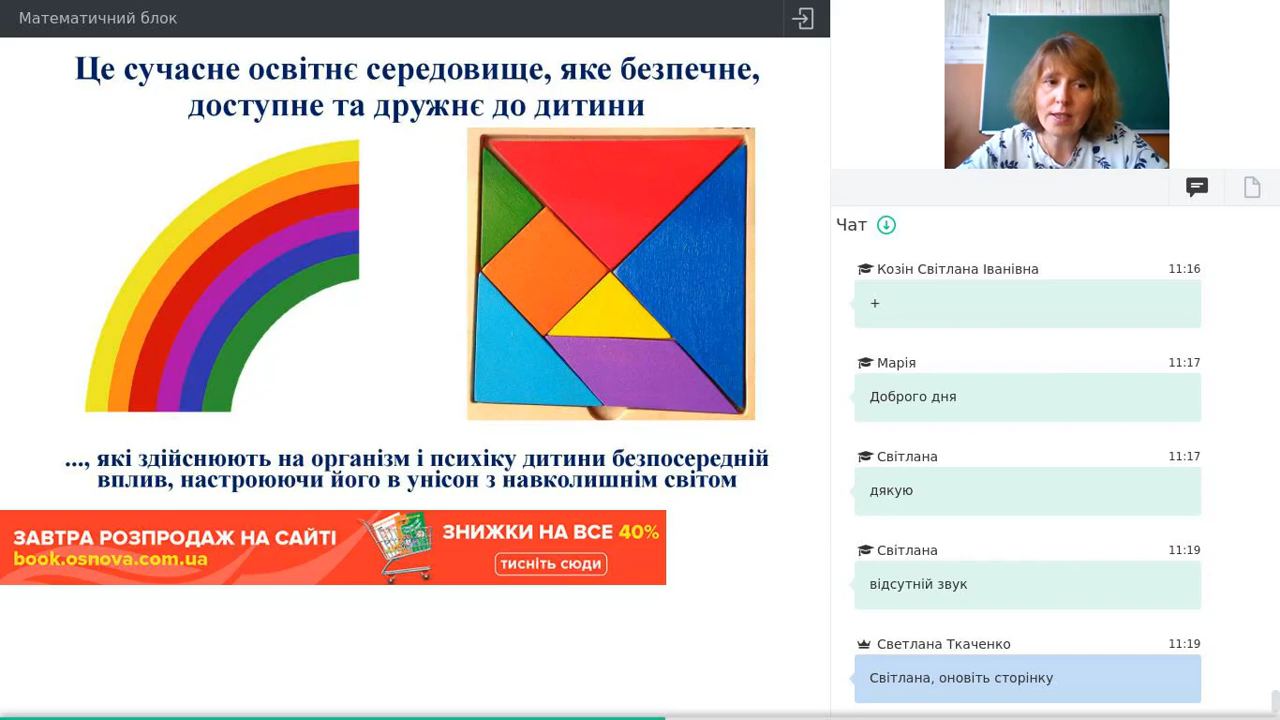 Математичний блок
Це сучасне освітнє середовище, яке безпечне,
доступне та дружнє до дитини
..., які здійснюють на організм і психіку дитини безпосередній
вплив, настроюючи його в унісон з навколишнім світом
ЗАВТРА РОЗПРОДАЖ НА САЙТІ
book.osnova.com.ua
ЗНИЖКИ НА ВСЕ 40%
тисніть сюди
Чат
Козін Світлана Іванівна 11:16
+
Марія 11:17
Доброго дня
Світлана 11:17
дякую
Світлана 11:19
відсутній звук
Светлана Ткаченко 11:19
Світлана, оновіть сторінку